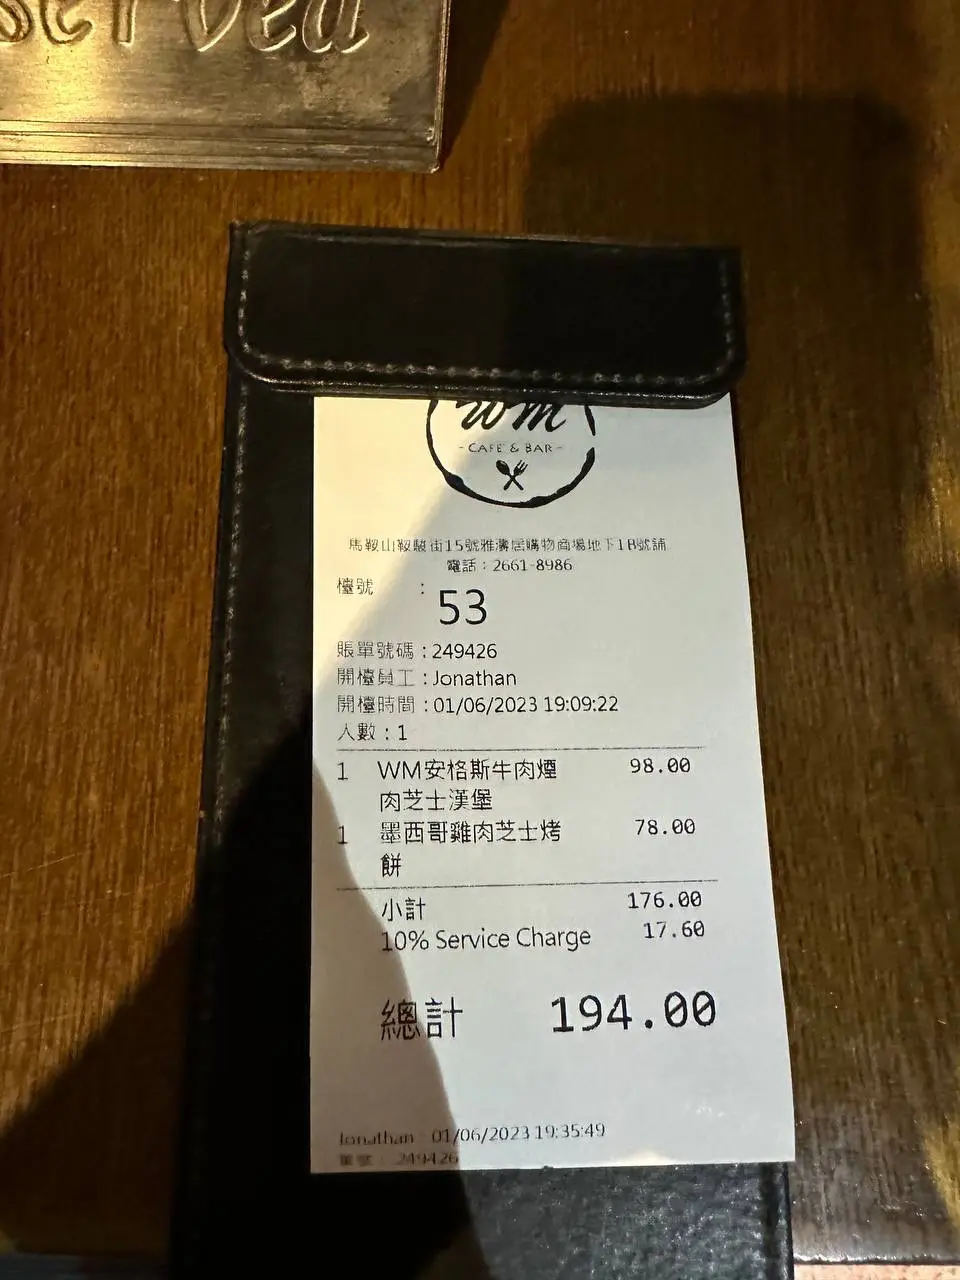 served
wm
- CAFE & BAR -
馬鞍山鞍駿街15號雅濤居購物商場地下1B號舖
電話：2661-8986
檯號 : 53
賬單號碼 : 249426
開檯員工 : Jonathan
開檯時間 : 01/06/2023 19:09:22
人數 : 1
1 WM安格斯牛肉煙 98.00
肉芝士漢堡
1 墨西哥雞肉芝士烤 78.00
餅
小計 176.00
10% Service Charge 17.60
總計 194.00
Jonathan 01/06/2023 19:35:49
單號 : 249426